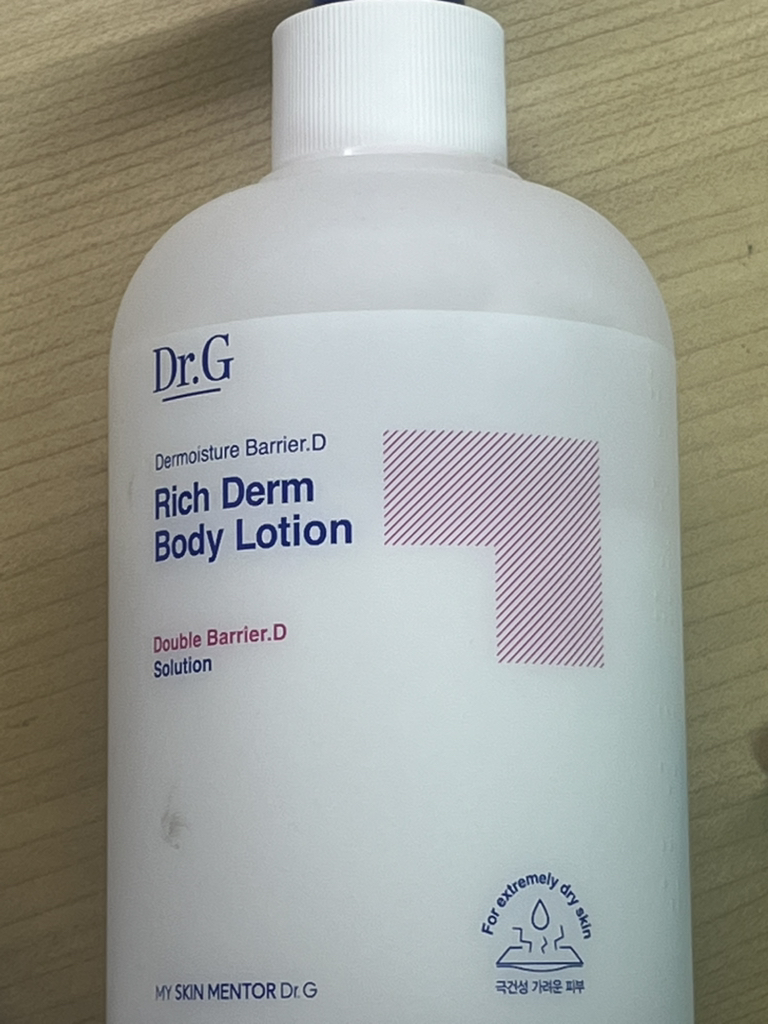 Dr.G
Dermoisture Barrier.D
Rich Derm
Body Lotion
Double Barrier.D
Solution
For extremely dry skin
극건성 가려운 피부
MY SKIN MENTOR Dr.G